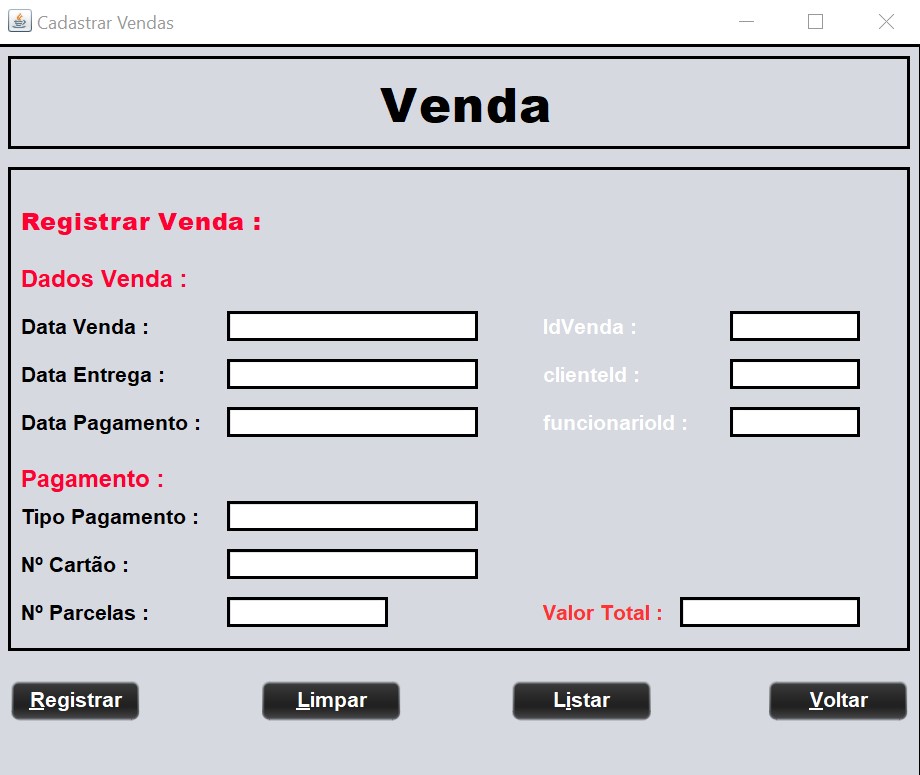 Cadastrar Vendas
Venda
Registrar Venda :
Dados Venda :
Data Venda : IdVenda :
Data Entrega : clienteId :
Data Pagamento : funcionarioId :
Pagamento :
Tipo Pagamento :
Nº Cartão :
Nº Parcelas : Valor Total :
Registrar Limpar Listar Voltar